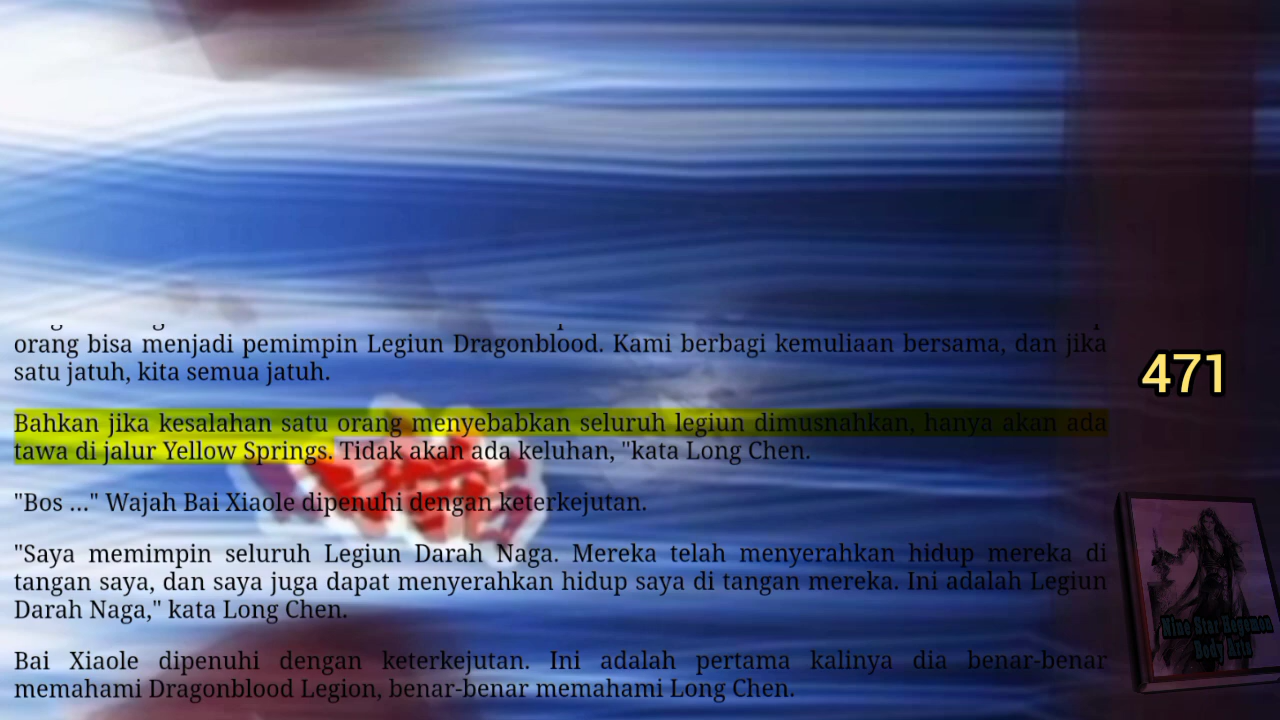 orang bisa menjadi pemimpin Legiun Dragonblood. Kami berbagi kemuliaan bersama, dan jika
satu jatuh, kita semua jatuh.
Bahkan jika kesalahan satu orang menyebabkan seluruh legiun dimusnahkan, hanya akan ada
tawa di jalur Yellow Springs. Tidak akan ada keluhan, "kata Long Chen.
"Bos ..." Wajah Bai Xiaole dipenuhi dengan keterkejutan.
"Saya memimpin seluruh Legiun Darah Naga. Mereka telah menyerahkan hidup mereka di
tangan saya, dan saya juga dapat menyerahkan hidup saya di tangan mereka. Ini adalah Legiun
Darah Naga," kata Long Chen.
Bai Xiaole dipenuhi dengan keterkejutan. Ini adalah pertama kalinya dia benar-benar
memahami Dragonblood Legion, benar-benar memahami Long Chen.
471
Nine Star Hegemon
Body Arts